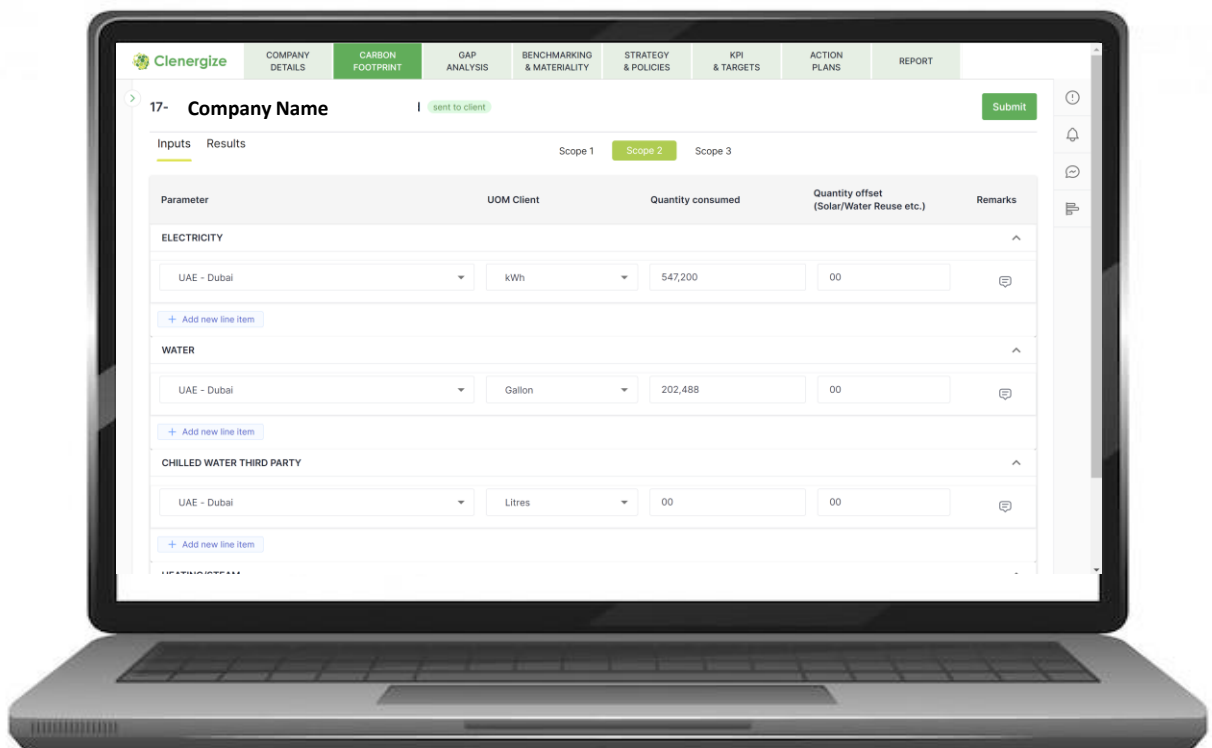 Clenergize
COMPANY DETAILS
CARBON FOOTPRINT
GAP ANALYSIS
BENCHMARKING & MATERIALITY
STRATEGY & POLICIES
KPI & TARGETS
ACTION PLANS
REPORT
17- Company Name | sent to client
Submit
Inputs Results
Scope 1 Scope 2 Scope 3
Parameter
UOM Client
Quantity consumed
Quantity offset
(Solar/Water Reuse etc.)
Remarks
ELECTRICITY
UAE - Dubai kWh 547,200 00
+ Add new line item
WATER
UAE - Dubai Gallon 202,488 00
+ Add new line item
CHILLED WATER THIRD PARTY
UAE - Dubai Litres 00 00
+ Add new line item
HEATING/STEAM